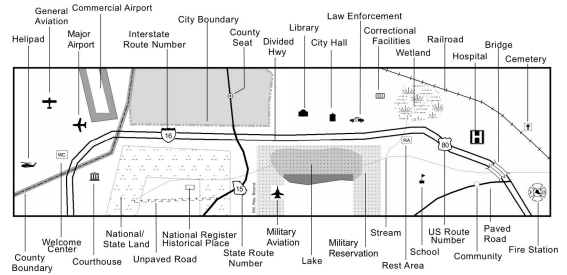 General
Aviation
Commercial Airport
City Boundary
Library
Law Enforcement
Helipad
Major
Airport
Interstate
Route Number
County
Seat
Divided
Hwy
City Hall
Correctional
Facilities
Wetland
Railroad
Hospital
Bridge
Cemetery
16
WC
15
RA
80
H
County
Boundary
Welcome
Center
Courthouse
National/
State Land
Unpaved Road
National Register
Historical Place
State Route
Number
Military
Aviation
Lake
Military
Reservation
Stream
Rest Area
School
US Route
Number
Community
Paved
Road
Fire Station